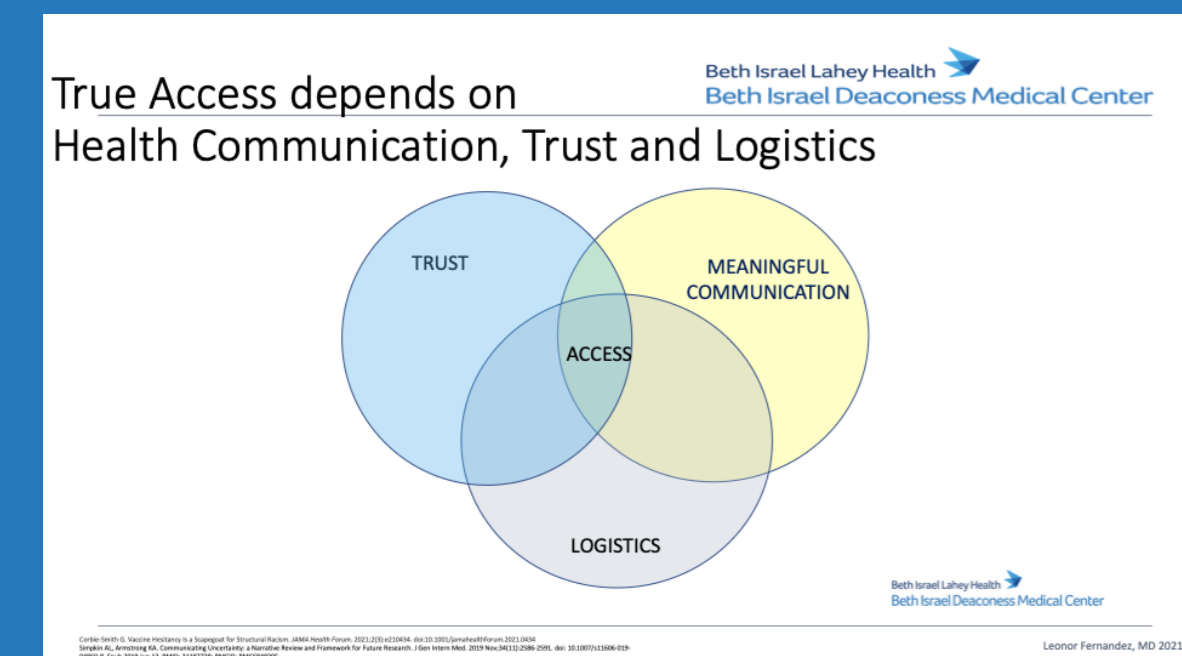 Beth Israel Lahey Health
Beth Israel Deaconess Medical Center
True Access depends on
Health Communication, Trust and Logistics
TRUST
MEANINGFUL
COMMUNICATION
ACCESS
LOGISTICS
Beth Israel Lahey Health
Beth Israel Deaconess Medical Center
Corbie-Smith G. Vaccine Hesitancy Is a Scapegoat for Structural Racism. JAMA Health Forum. 2021;2(3):e210434. doi:10.1001/jamahealthforum.2021.0434
Simpkin AL, Armstrong KA. Communicating Uncertainty: a Narrative Review and Framework for Future Research. J Gen Intern Med. 2019 Nov;34(11):2586-2591. doi: 10.1007/s11606-019-
Leonor Fernandez, MD 2021